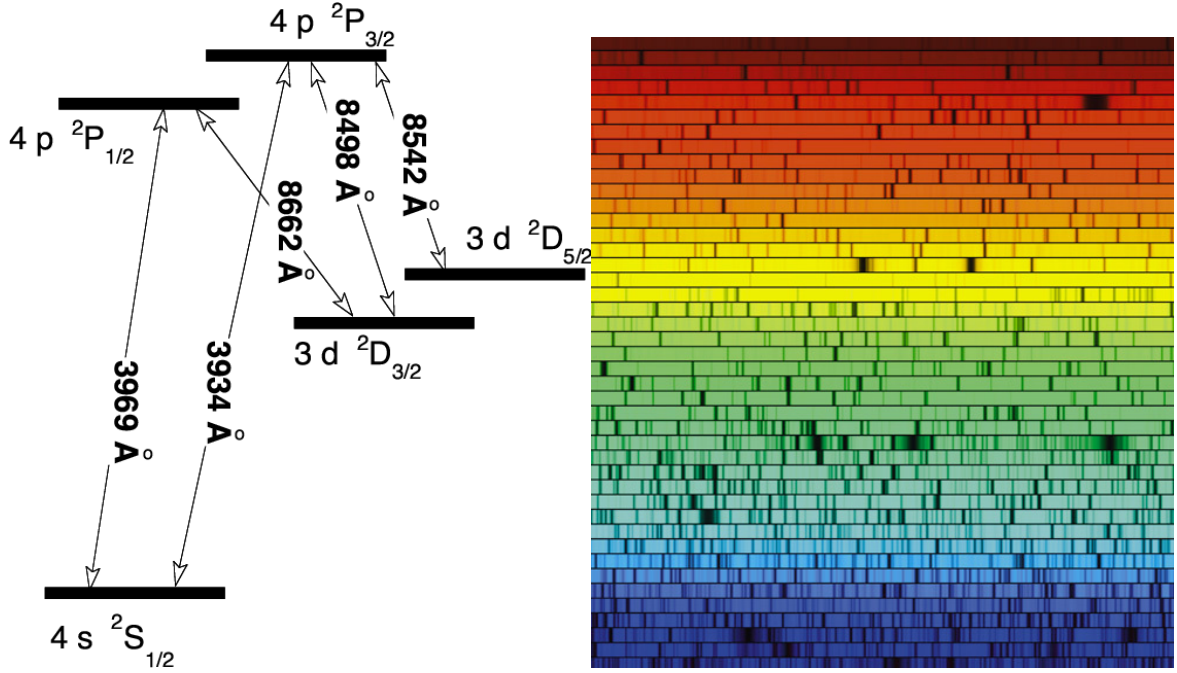 4 p ²P₃/₂
4 p ²P₁/₂
8498 A°
8542 A°
8662 A°
3 d ²D₅/₂
3 d ²D₃/₂
3969 A°
3934 A°
4 s ²S₁/₂